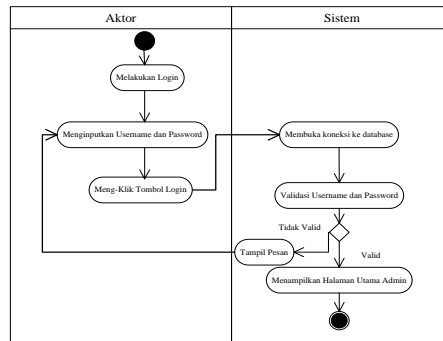 Aktor
Sistem
Melakukan Login
Menginputkan Username dan Password
Membuka koneksi ke database
Meng-Klik Tombol Login
Validasi Username dan Password
Tidak Valid
Tampil Pesan
Valid
Menampilkan Halaman Utama Admin